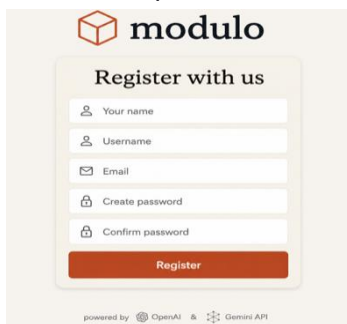 modulo
Register with us
Your name
Username
Email
Create password
Confirm password
Register
powered by OpenAI & Gemini API